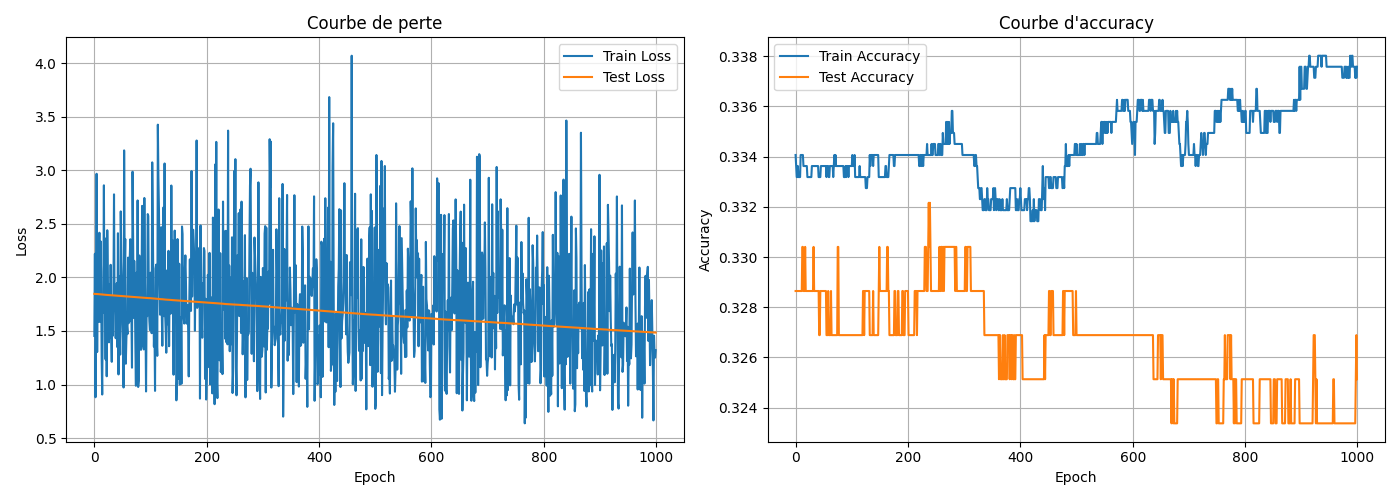 Courbe de perte
Train Loss
Test Loss
Loss
4.0
3.5
3.0
2.5
2.0
1.5
1.0
0.5
0
200
400
600
800
1000
Epoch
Courbe d'accuracy
Train Accuracy
Test Accuracy
Accuracy
0.338
0.336
0.334
0.332
0.330
0.328
0.326
0.324
0
200
400
600
800
1000
Epoch